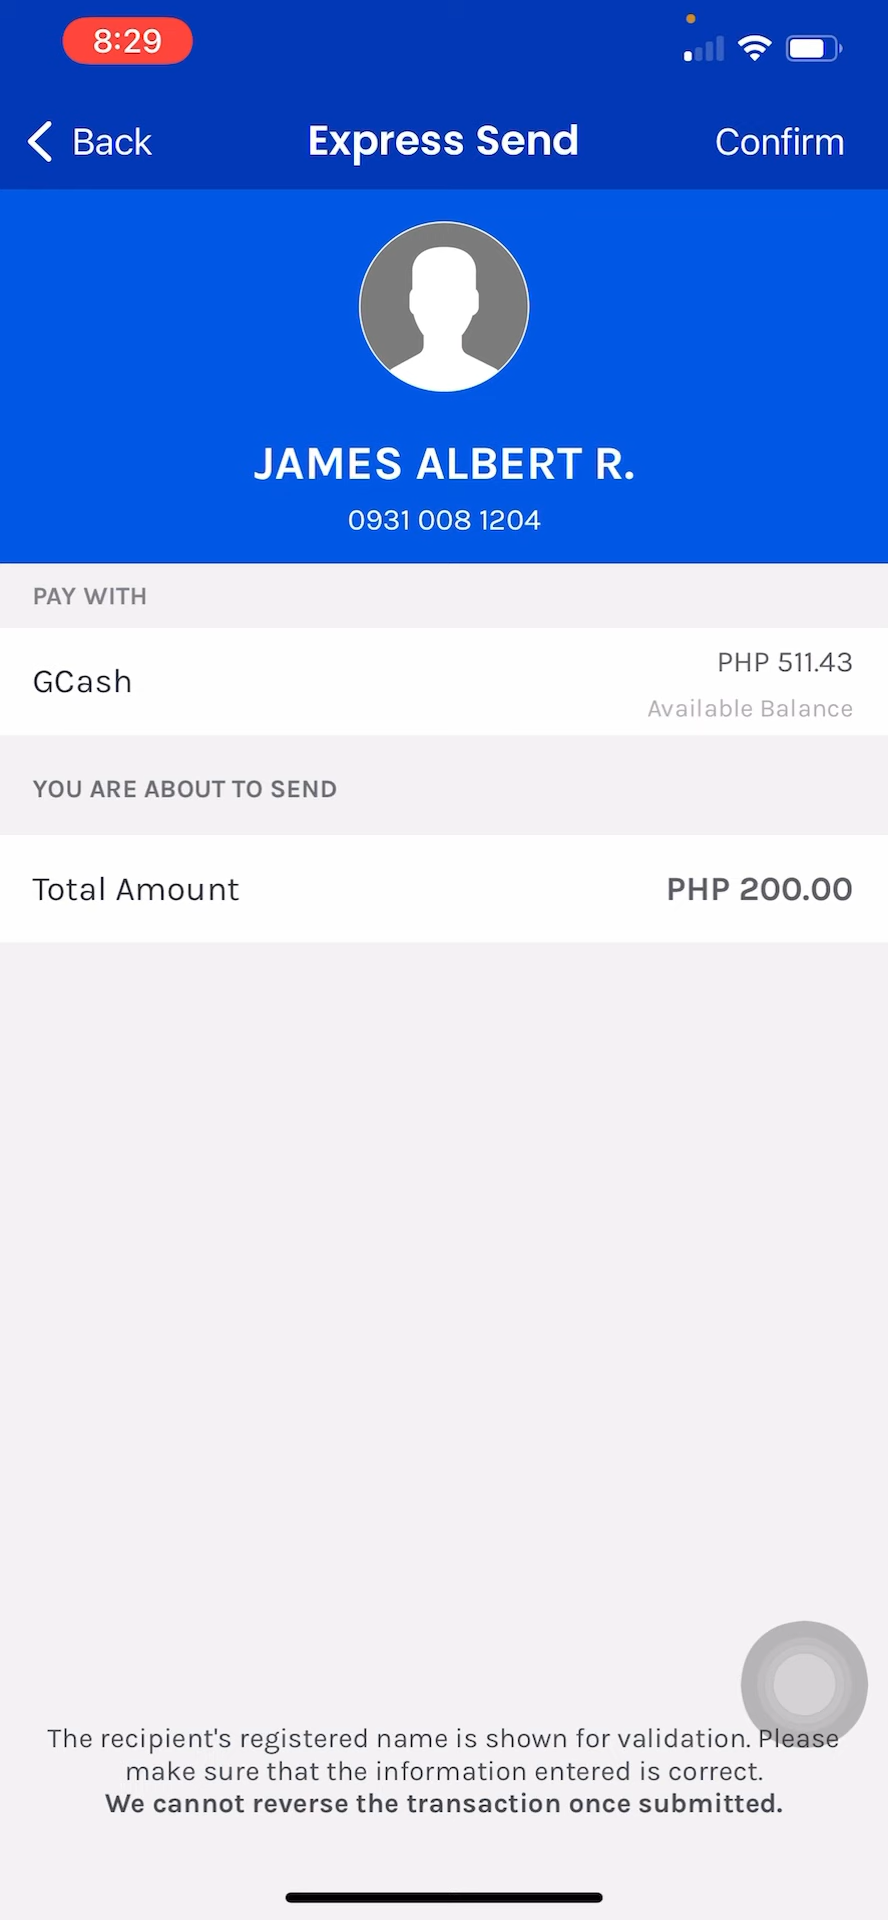 8:29
Back
Express Send
Confirm
JAMES ALBERT R.
0931 008 1204
PAY WITH
GCash
PHP 511.43
Available Balance
YOU ARE ABOUT TO SEND
Total Amount
PHP 200.00
The recipient's registered name is shown for validation. Please
make sure that the information entered is correct.
We cannot reverse the transaction once submitted.